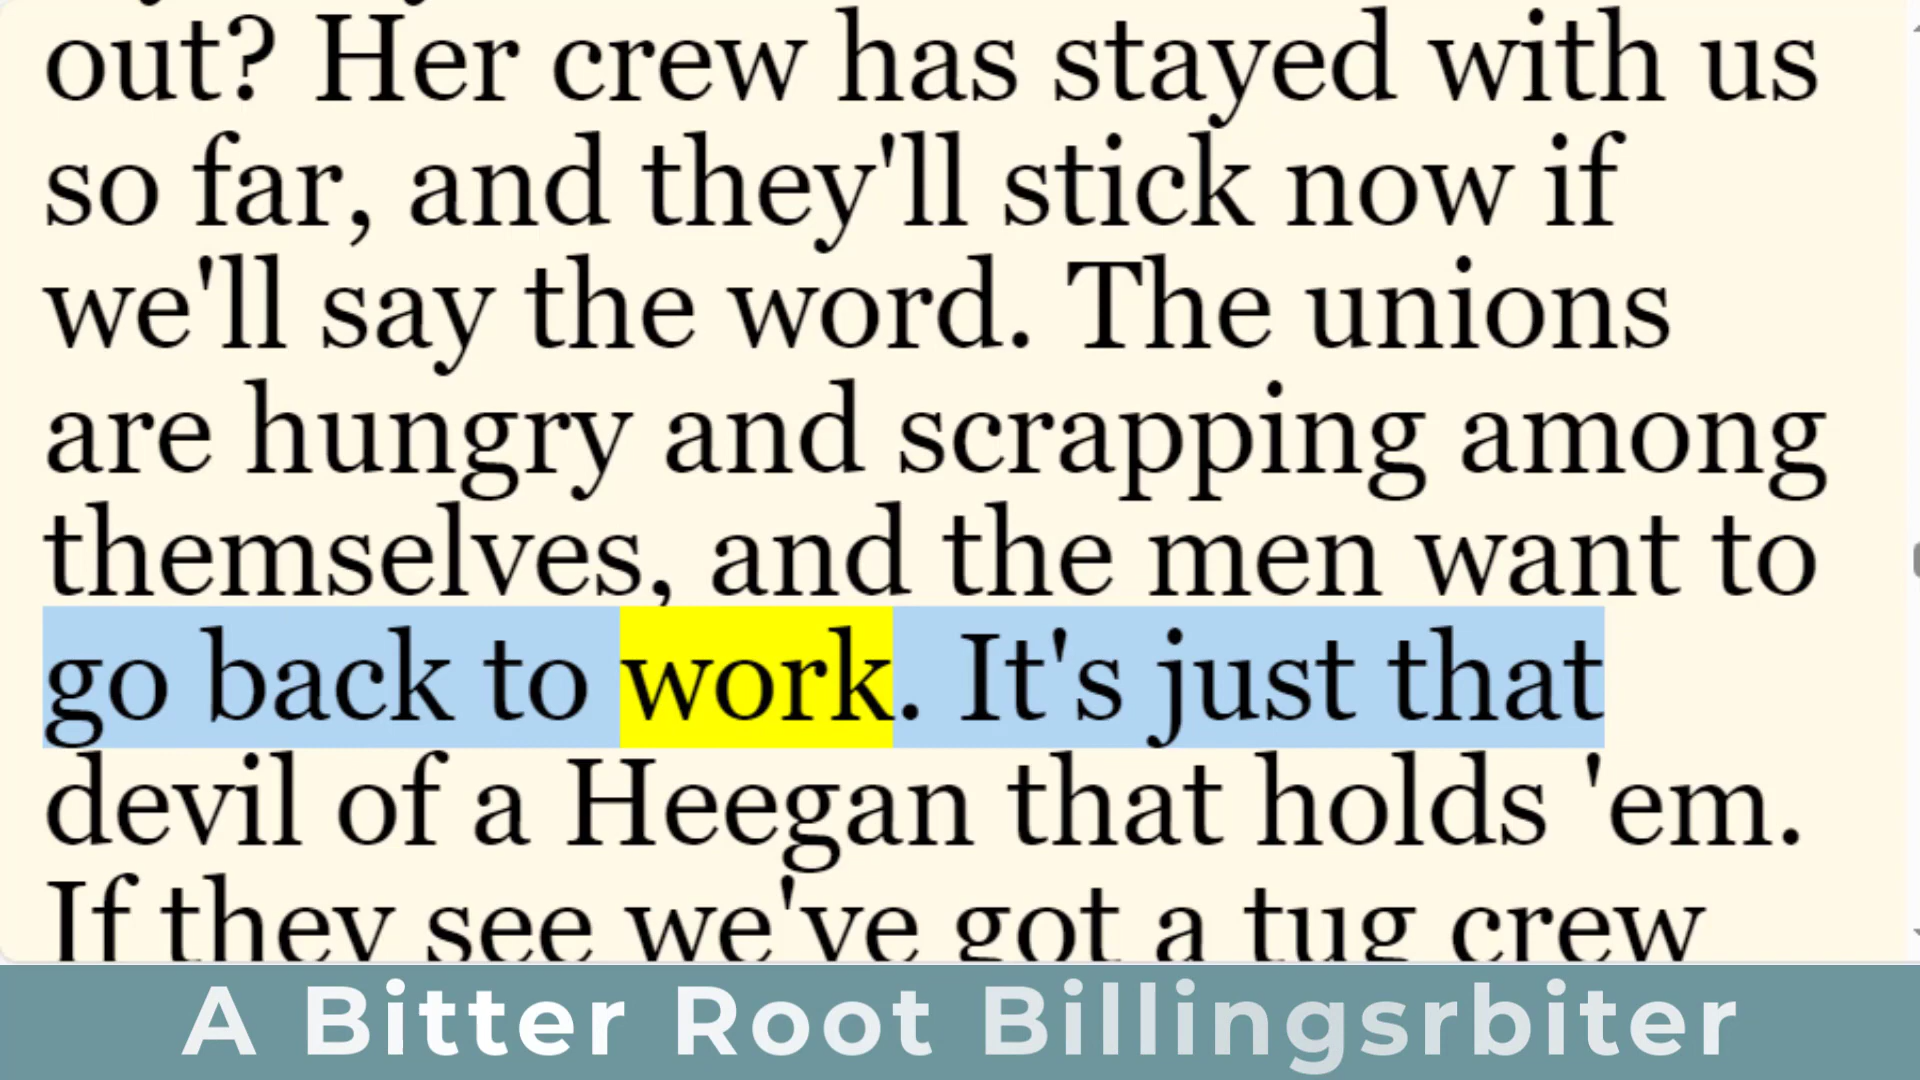 out? Her crew has stayed with us
so far, and they'll stick now if
we'll say the word. The unions
are hungry and scrapping among
themselves, and the men want to
go back to work. It's just that
devil of a Heegan that holds 'em.
If they see we've got a tug crew
A Bitter Root Billingsrbiter